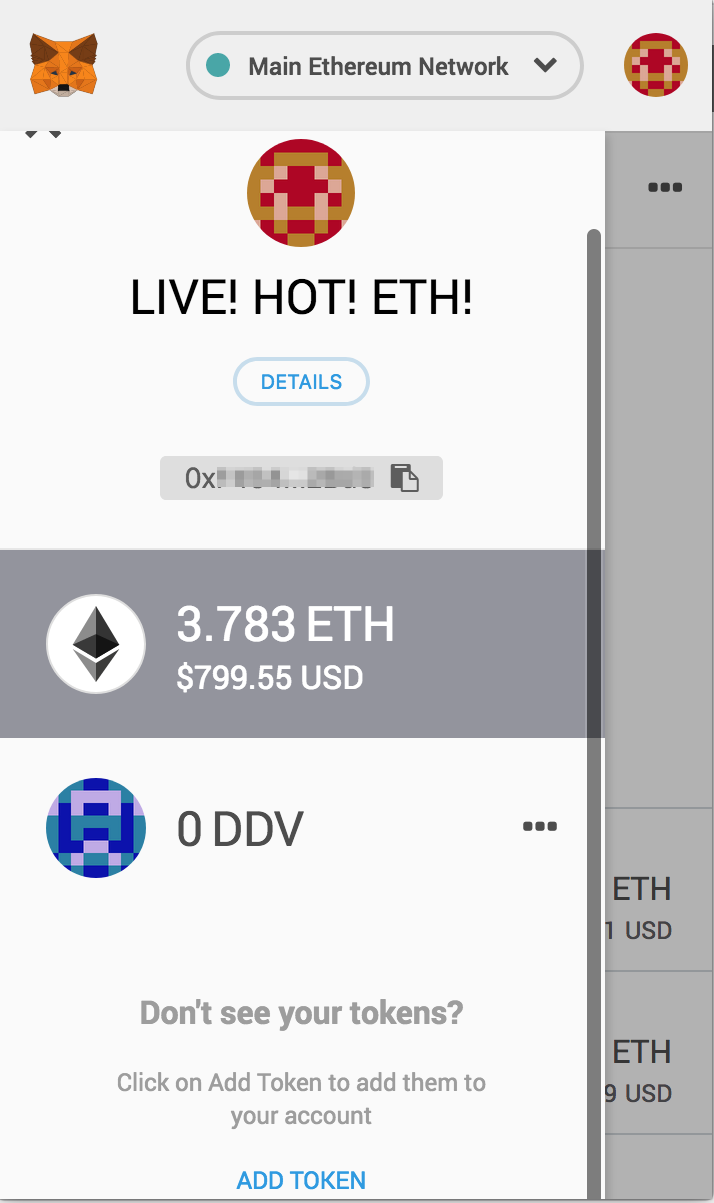 Main Ethereum Network
LIVE! HOT! ETH!
DETAILS
0x
3.783 ETH
$799.55 USD
0 DDV
ETH
1 USD
Don't see your tokens?
Click on Add Token to add them to
your account
ETH
9 USD
ADD TOKEN